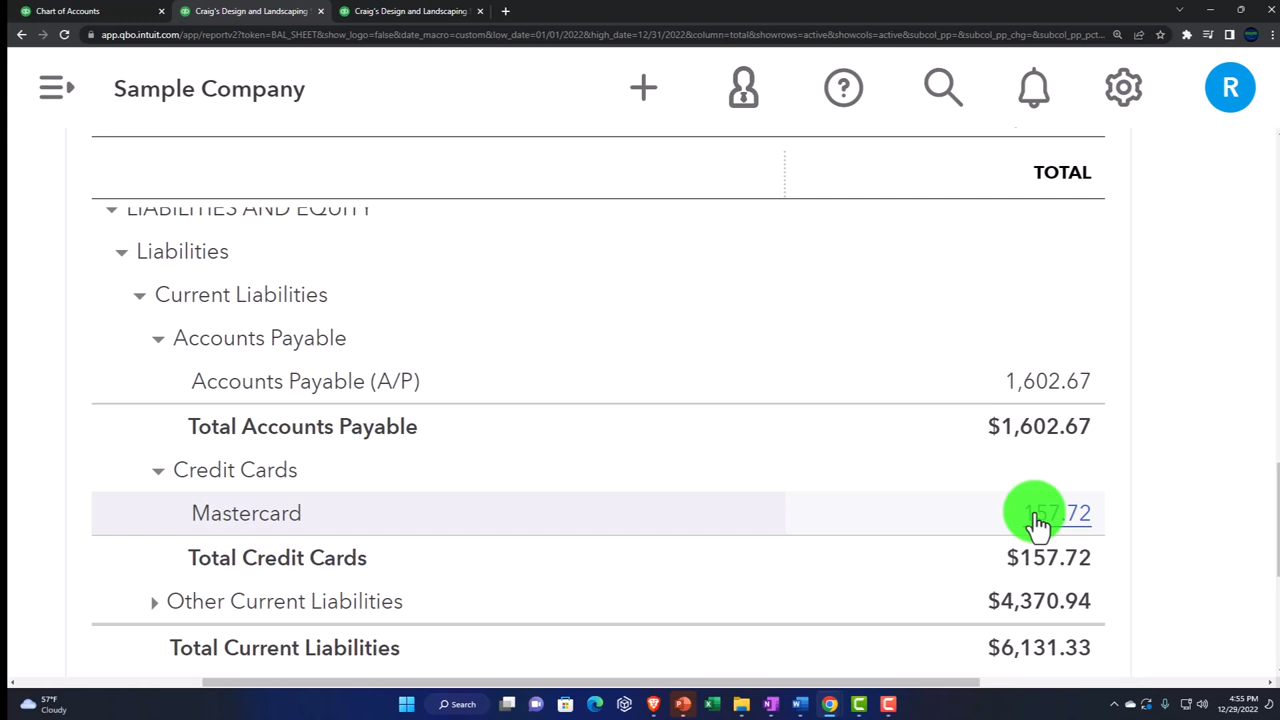 Chart of Accounts
Craig's Design and Landscaping
Craig's Design and Landscaping
app.qbo.intuit.com/app/reportv2?token=BAL_SHEET&show_logo=false&date_macro=custom&low_date=01/01/2022&high_date=12/31/2022&column=total&showrows=active&showcols=active&subcol_pp=&subcol_pp_chg=&subcol_pp_pct...
Sample Company
R
TOTAL
LIABILITIES AND EQUITY
Liabilities
Current Liabilities
Accounts Payable
Accounts Payable (A/P) 1,602.67
Total Accounts Payable $1,602.67
Credit Cards
Mastercard 157.72
Total Credit Cards $157.72
Other Current Liabilities $4,370.94
Total Current Liabilities $6,131.33
57°F
Cloudy
Search
4:55 PM
12/29/2022